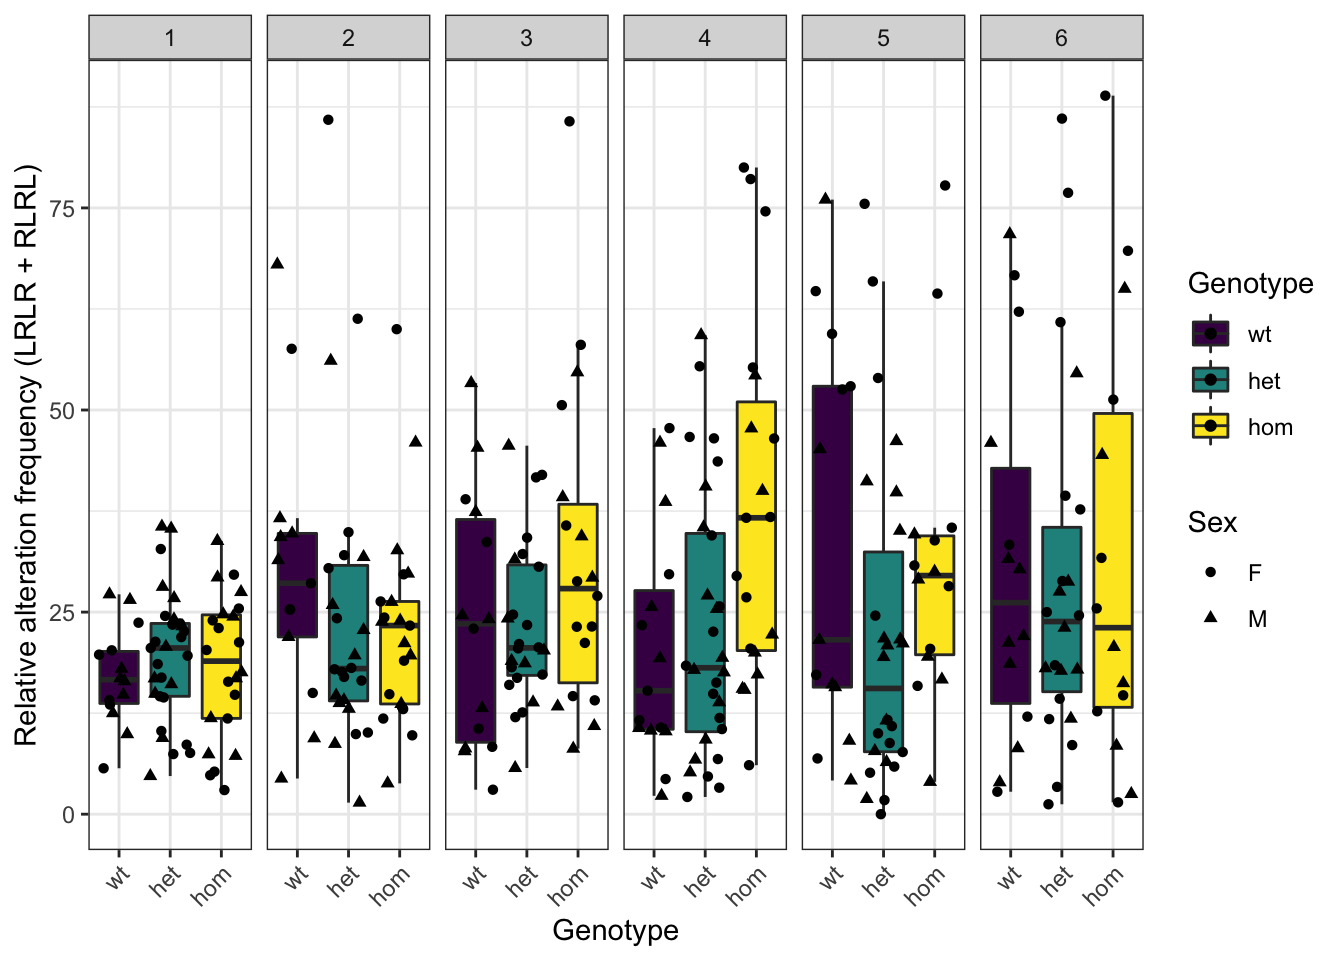 1 2 3 4 5 6
Relative alteration frequency (LRLR + RLRL)
75
50
25
0
wt het hom wt het hom wt het hom wt het hom wt het hom wt het hom
Genotype
Genotype
wt
het
hom
Sex
F
M